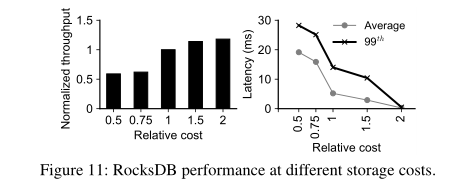 Normalized throughput
1.5
1
0.5
0
0.5 0.75 1 1.5 2
Relative cost
Latency (ms)
30
20
10
0
Average
99th
0.5 0.75 1 1.5 2
Relative cost
Figure 11: RocksDB performance at different storage costs.